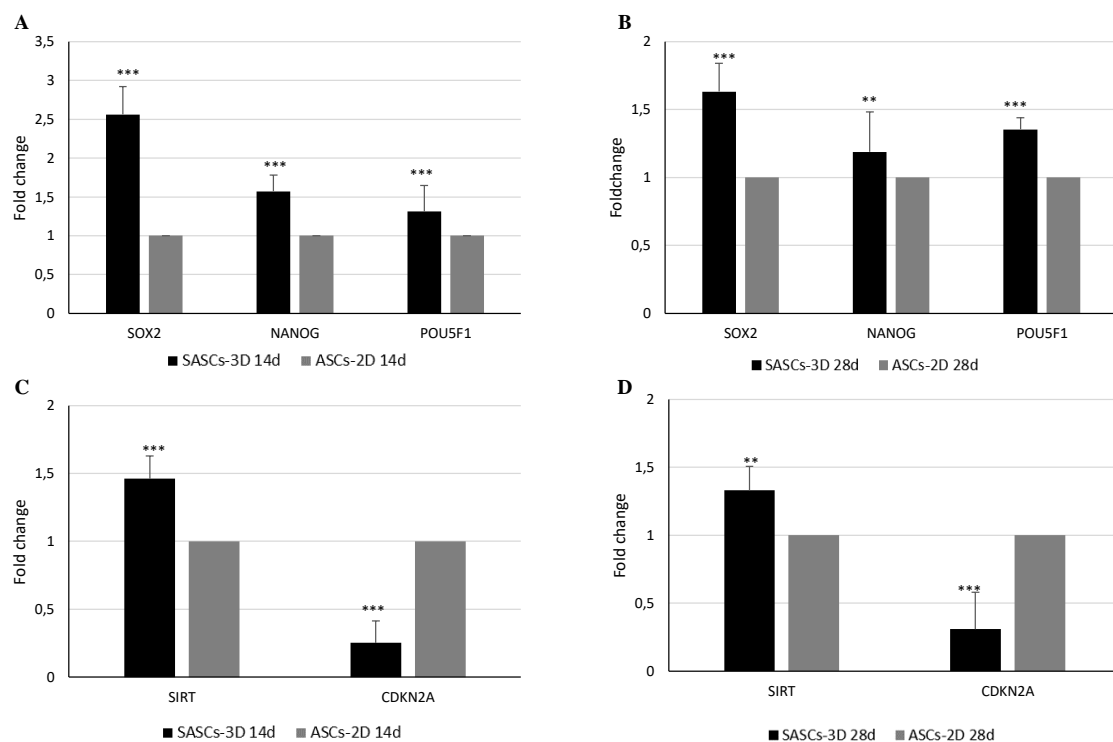 A
3,5
3
2,5
2
1,5
1
0,5
0
Fold change
***
***
***
SOX2 NANOG POU5F1
SASCs-3D 14d ASCs-2D 14d
B
2
1,5
1
0,5
0
Foldchange
***
**
***
SOX2 NANOG POU5F1
SASCs-3D 28d ASCs-2D 28d
C
2
1,5
1
0,5
0
Fold change
***
***
SIRT CDKN2A
SASCs-3D 14d ASCs-2D 14d
D
2
1,5
1
0,5
0
Fold change
**
***
SIRT CDKN2A
SASCs-3D 28d ASCs-2D 28d